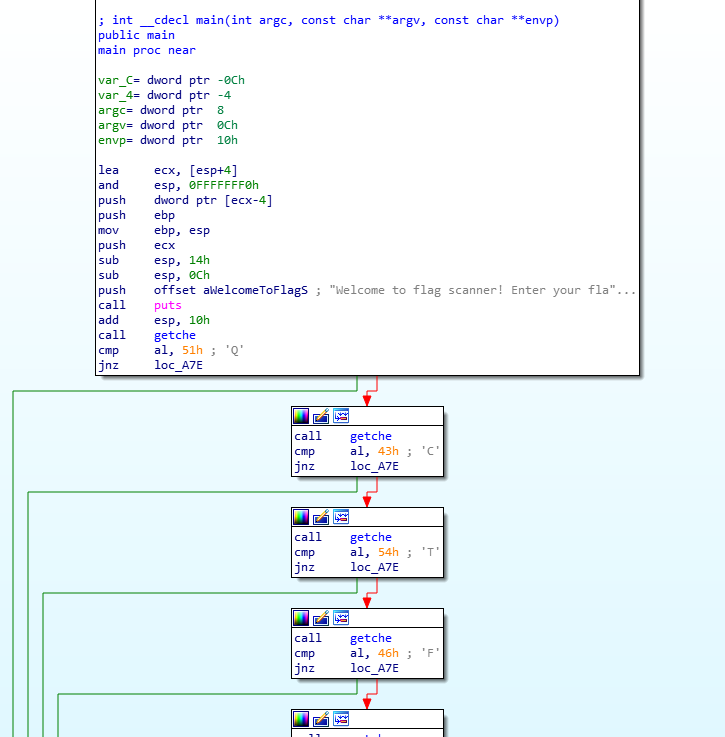 ; int __cdecl main(int argc, const char **argv, const char **envp)
public main
main proc near
var_C= dword ptr -0Ch
var_4= dword ptr -4
argc= dword ptr  8
argv= dword ptr  0Ch
envp= dword ptr  10h
lea     ecx, [esp+4]
and     esp, 0FFFFFFF0h
push    dword ptr [ecx-4]
push    ebp
mov     ebp, esp
push    ecx
sub     esp, 14h
sub     esp, 0Ch
push    offset aWelcomeToFlagS ; "Welcome to flag scanner! Enter your fla"...
call    puts
add     esp, 10h
call    getche
cmp     al, 51h ; 'Q'
jnz     loc_A7E
call    getche
cmp     al, 43h ; 'C'
jnz     loc_A7E
call    getche
cmp     al, 54h ; 'T'
jnz     loc_A7E
call    getche
cmp     al, 46h ; 'F'
jnz     loc_A7E